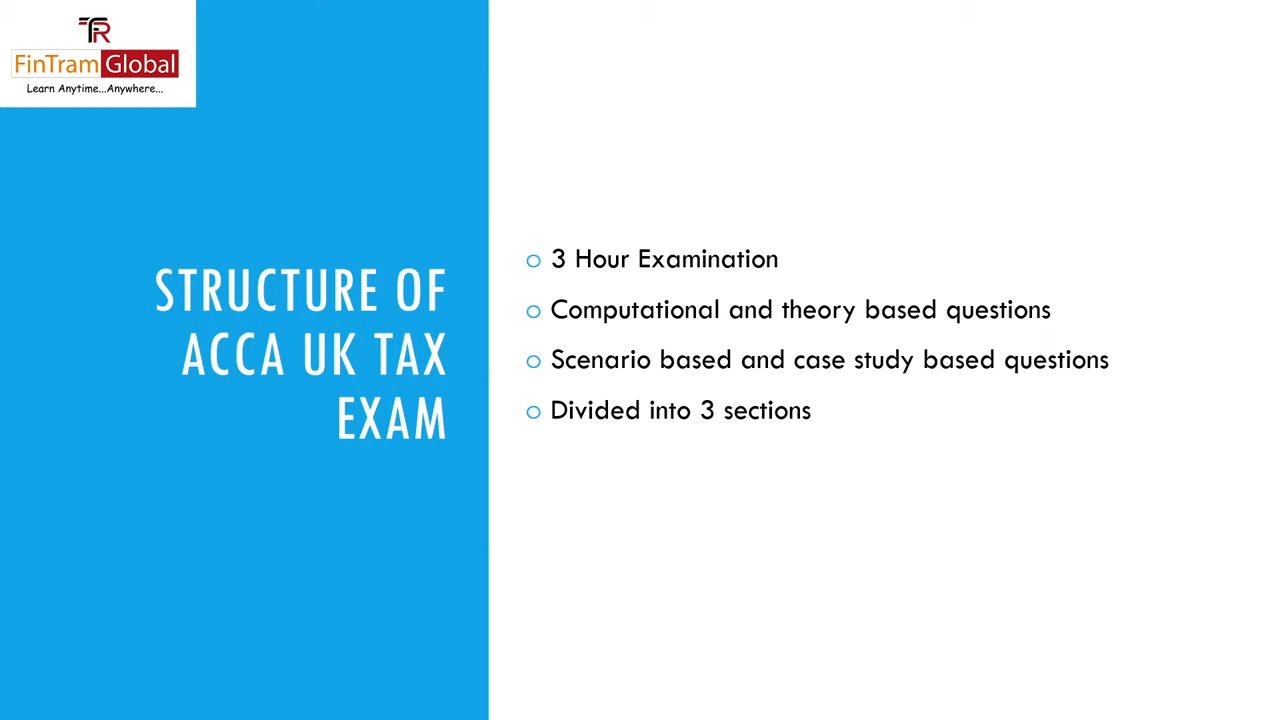 TFR
FinTram Global
Learn Anytime...Anywhere...
STRUCTURE OF
ACCA UK TAX
EXAM
o 3 Hour Examination
o Computational and theory based questions
o Scenario based and case study based questions
o Divided into 3 sections